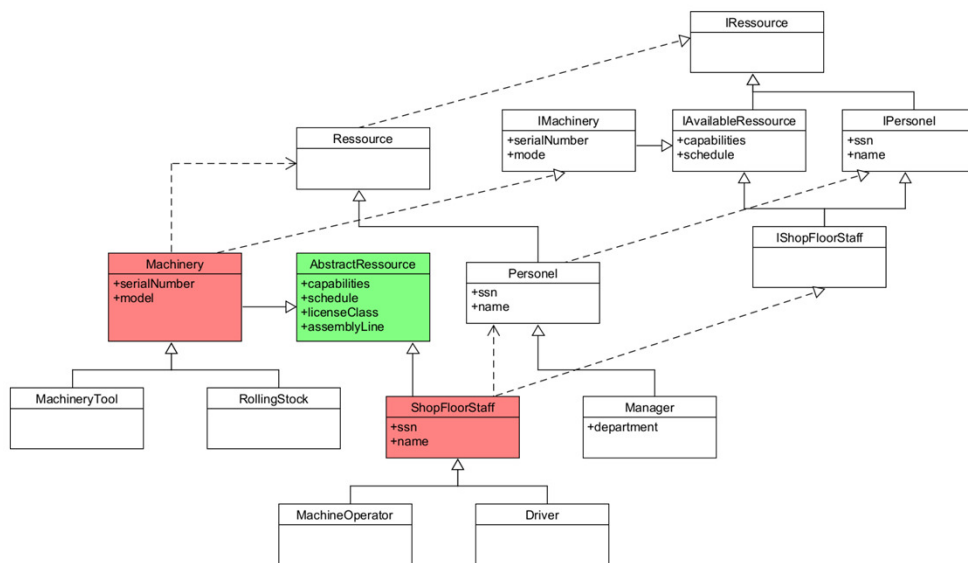 IRessource
Ressource
IMachinery
+serialNumber
+mode
IAvailableRessource
+capabilities
+schedule
IPersonel
+ssn
+name
IShopFloorStaff
Machinery
+serialNumber
+model
AbstractRessource
+capabilities
+schedule
+licenseClass
+assemblyLine
Personel
+ssn
+name
MachineryTool
RollingStock
ShopFloorStaff
+ssn
+name
Manager
+department
MachineOperator
Driver